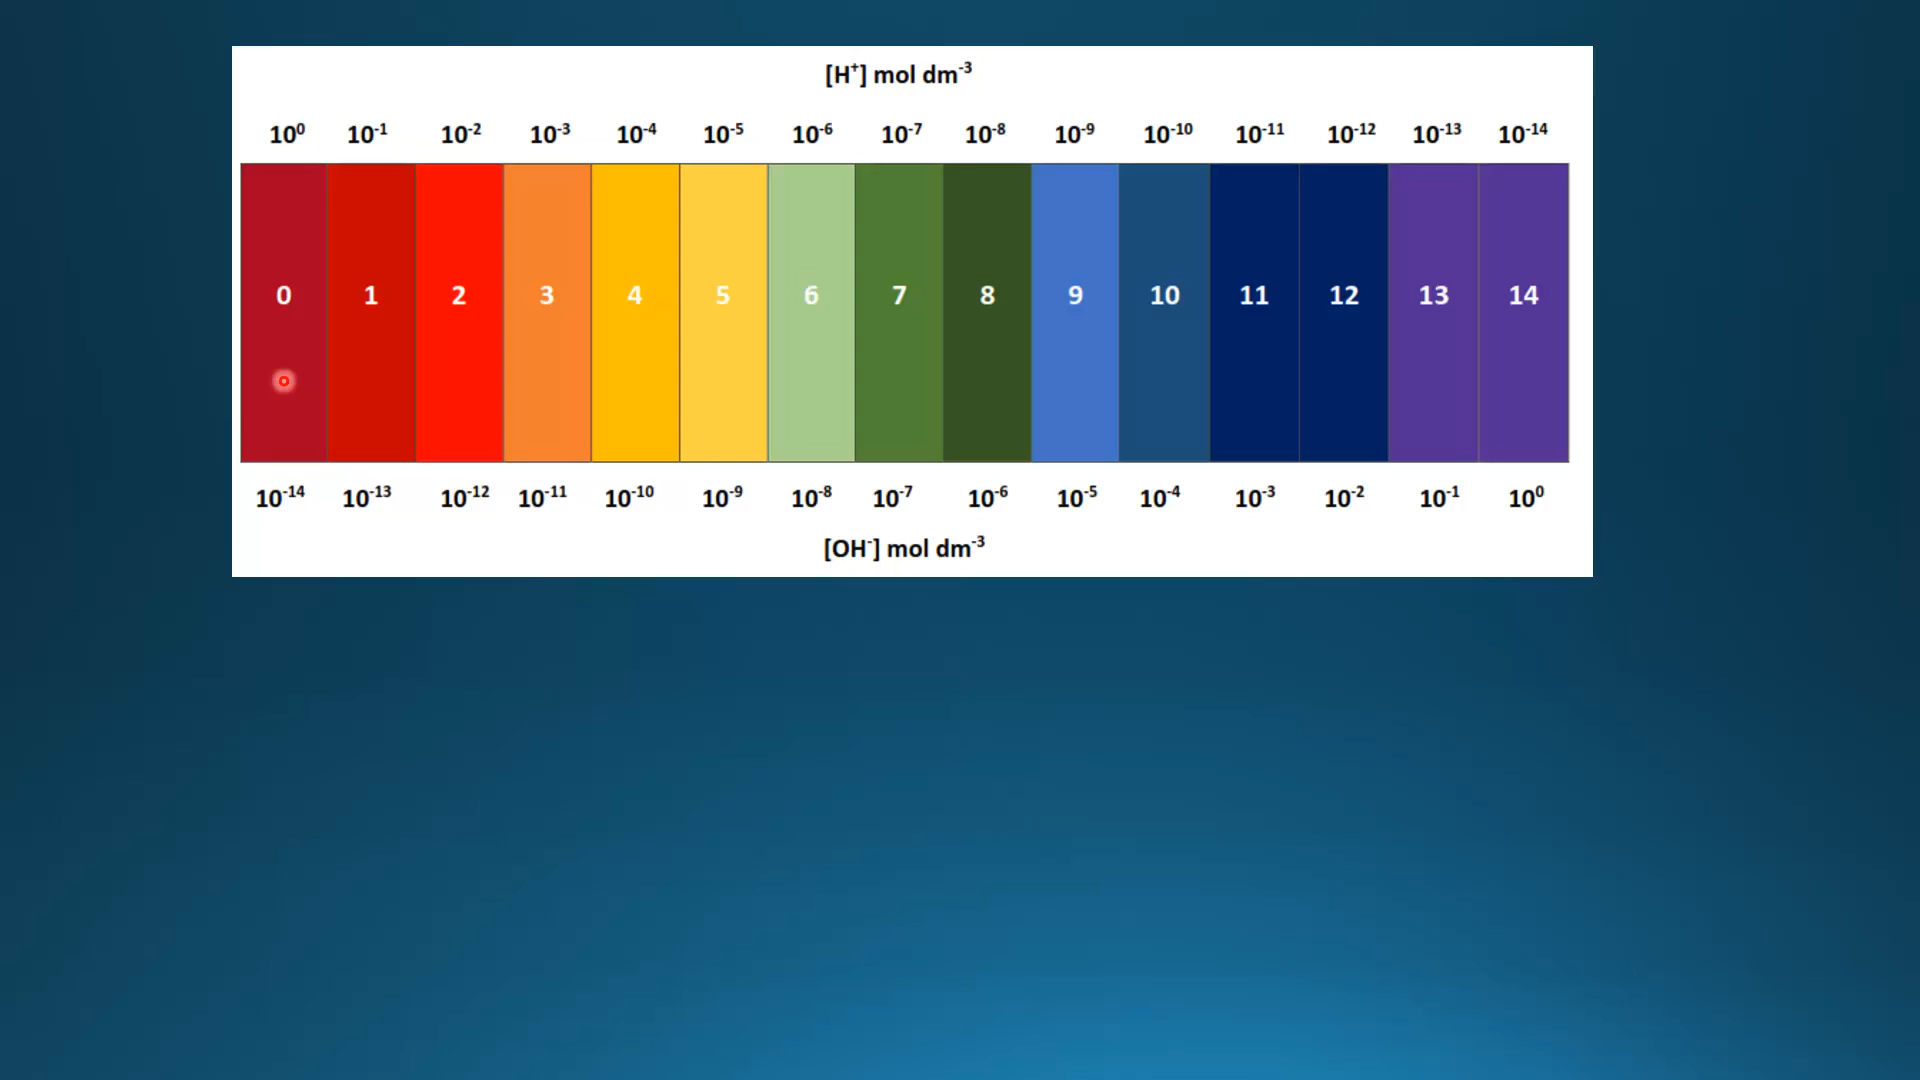 [H⁺] mol dm⁻³
10⁰ 10⁻¹ 10⁻² 10⁻³ 10⁻⁴ 10⁻⁵ 10⁻⁶ 10⁻⁷ 10⁻⁸ 10⁻⁹ 10⁻¹⁰ 10⁻¹¹ 10⁻¹² 10⁻¹³ 10⁻¹⁴
0 1 2 3 4 5 6 7 8 9 10 11 12 13 14
10⁻¹⁴ 10⁻¹³ 10⁻¹² 10⁻¹¹ 10⁻¹⁰ 10⁻⁹ 10⁻⁸ 10⁻⁷ 10⁻⁶ 10⁻⁵ 10⁻⁴ 10⁻³ 10⁻² 10⁻¹ 10⁰
[OH⁻] mol dm⁻³